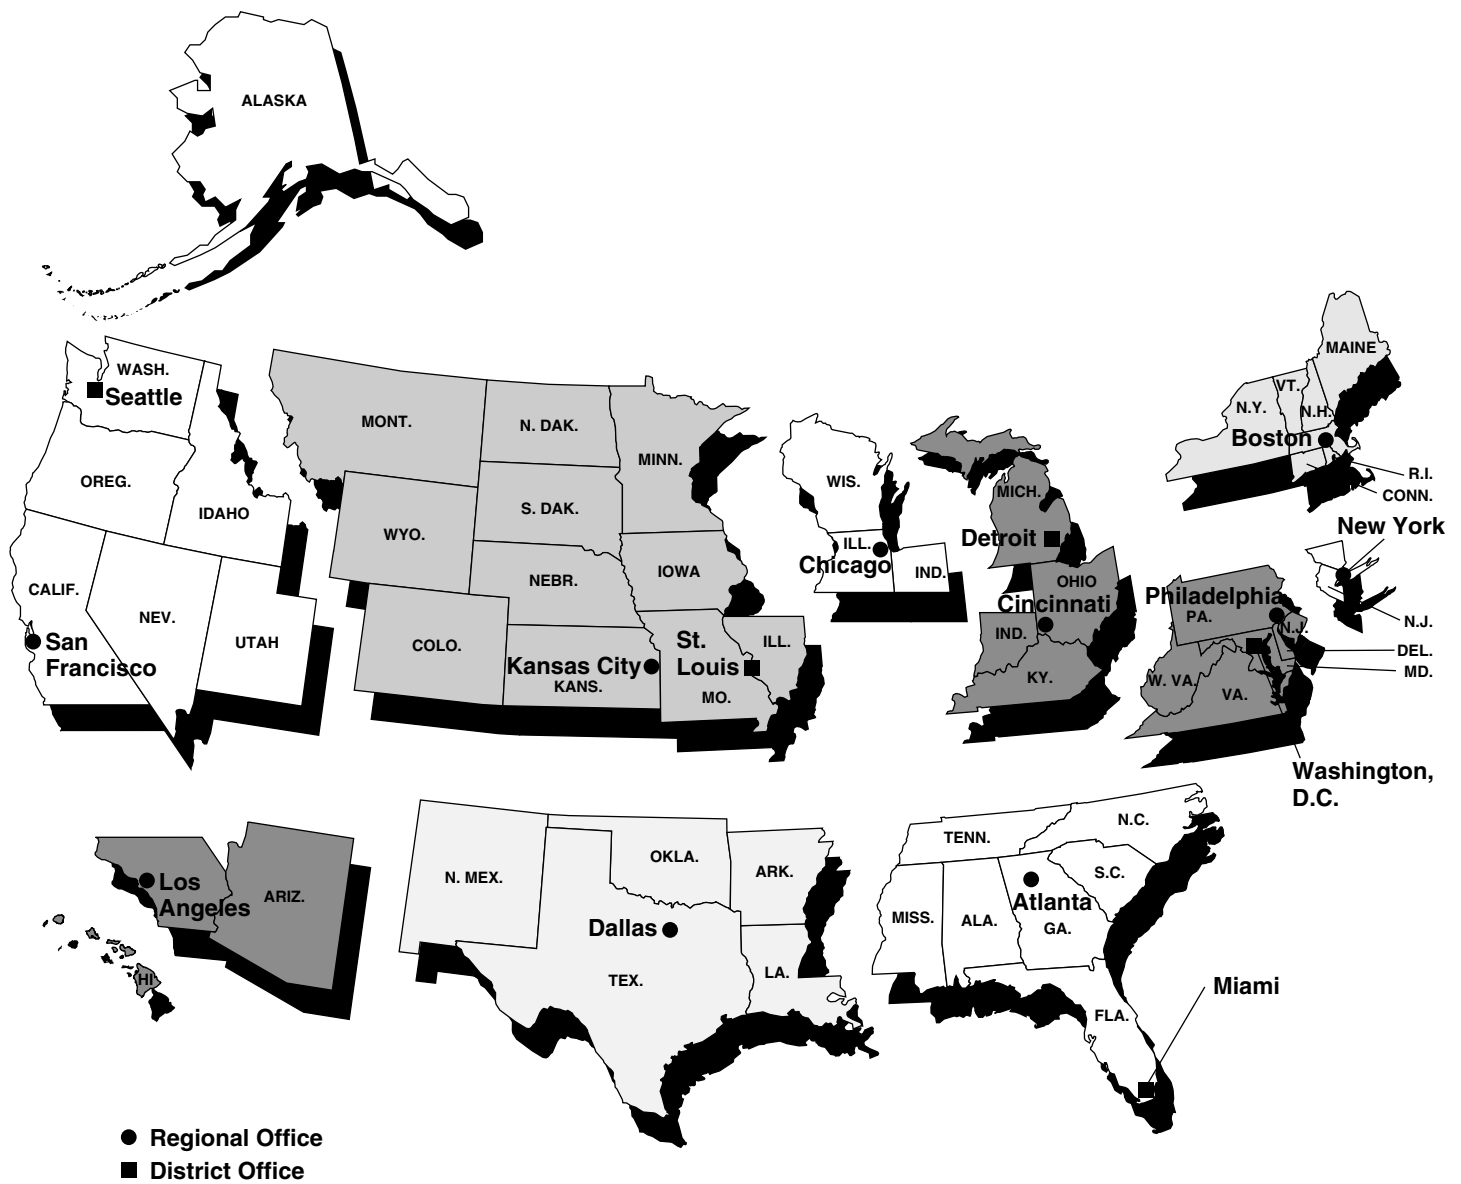 ALASKA
MAINE
WASH.
Seattle
VT.
N.Y.
N.H.
MONT.
N. DAK.
Boston
MINN.
R.I.
OREG.
WIS.
MICH.
CONN.
IDAHO
S. DAK.
New York
WYO.
Detroit
ILL.
Chicago
IND.
IOWA
NEBR.
OHIO
CALIF.
Cincinnati
Philadelphia
NEV.
PA.
N.J.
N.J.
UTAH
COLO.
St.
Louis
ILL.
IND.
San
Francisco
DEL.
Kansas City
MD.
KANS.
KY.
W. VA.
VA.
MO.
Washington,
D.C.
N.C.
TENN.
OKLA.
ARK.
S.C.
N. MEX.
Los
Angeles
ARIZ.
Atlanta
MISS.
ALA.
GA.
Dallas
LA.
TEX.
HI
Miami
FLA.
Regional Office
District Office